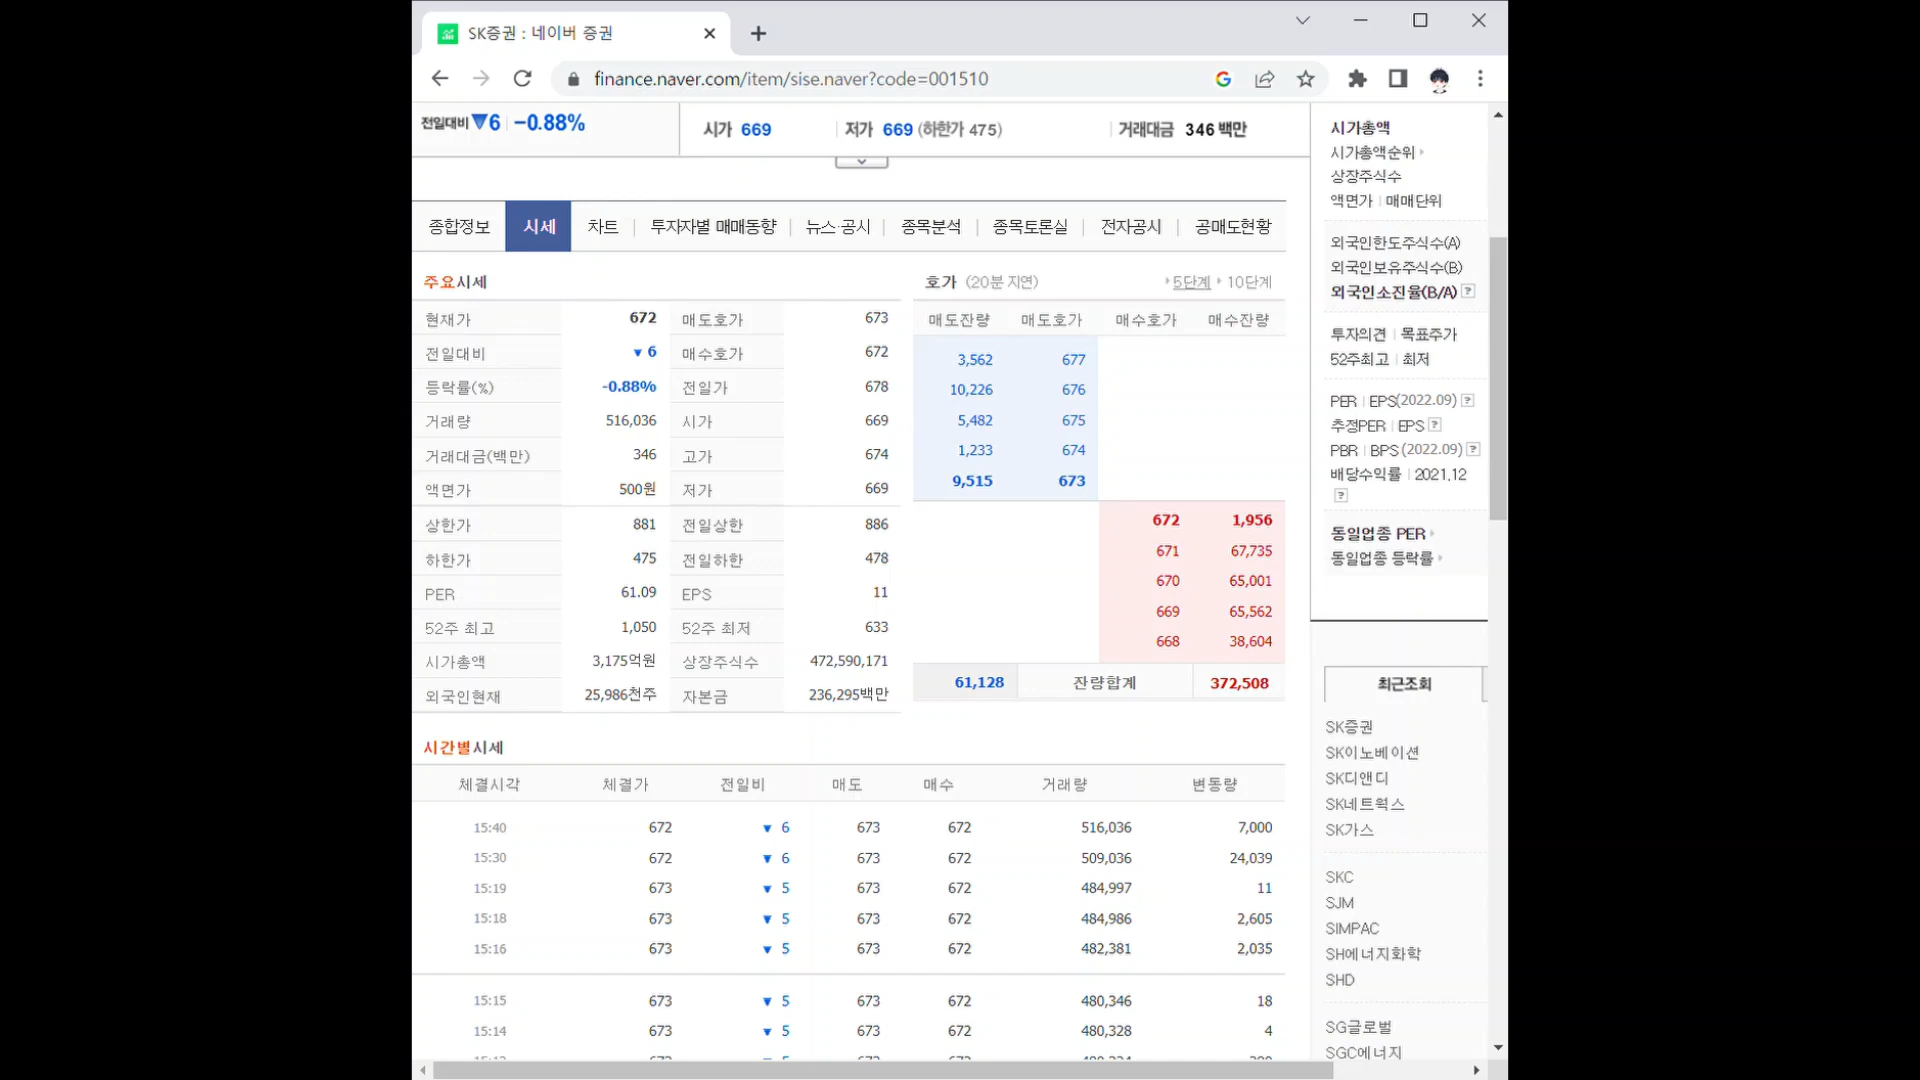 SK증권 : 네이버 증권
finance.naver.com/item/sise.naver?code=001510
전일대비 ▼6 -0.88% 시가 669 저가 669 (하한가 475) 거래대금 346 백만
종합정보 시세 차트 투자자별 매매동향 뉴스·공시 종목분석 종목토론실 전자공시 공매도현황
주요시세
현재가 672 매도호가 673
전일대비 ▼ 6 매수호가 672
등락률(%) -0.88% 전일가 678
거래량 516,036 시가 669
거래대금(백만) 346 고가 674
액면가 500원 저가 669
상한가 881 전일상한 886
하한가 475 전일하한 478
PER 61.09 EPS 11
52주 최고 1,050 52주 최저 633
시가총액 3,175억원 상장주식수 472,590,171
외국인현재 25,986천주 자본금 236,295백만
호가 (20분 지연) 5단계 10단계
매도잔량 매도호가 매수호가 매수잔량
3,562 677
10,226 676
5,482 675
1,233 674
9,515 673
672 1,956
671 67,735
670 65,001
669 65,562
668 38,604
61,128 잔량합계 372,508
시간별시세
체결시각 체결가 전일비 매도 매수 거래량 변동량
15:40 672 ▼ 6 673 672 516,036 7,000
15:30 672 ▼ 6 673 672 509,036 24,039
15:19 673 ▼ 5 673 672 484,997 11
15:18 673 ▼ 5 673 672 484,986 2,605
15:16 673 ▼ 5 673 672 482,381 2,035
15:15 673 ▼ 5 673 672 480,346 18
15:14 673 ▼ 5 673 672 480,328 4
시가총액
시가총액순위
상장주식수
액면가 | 매매단위
외국인한도주식수(A)
외국인보유주식수(B)
외국인소진율(B/A) ?
투자의견 | 목표주가
52주최고 | 최저
PER | EPS(2022.09) ?
추정PER | EPS ?
PBR | BPS (2022.09) ?
배당수익률 | 2021.12
?
동일업종 PER
동일업종 등락률
최근조회
SK증권
SK이노베이션
SK디앤디
SK네트웍스
SK가스
SKC
SJM
SIMPAC
SH에너지화학
SHD
SG글로벌
SGC에너지